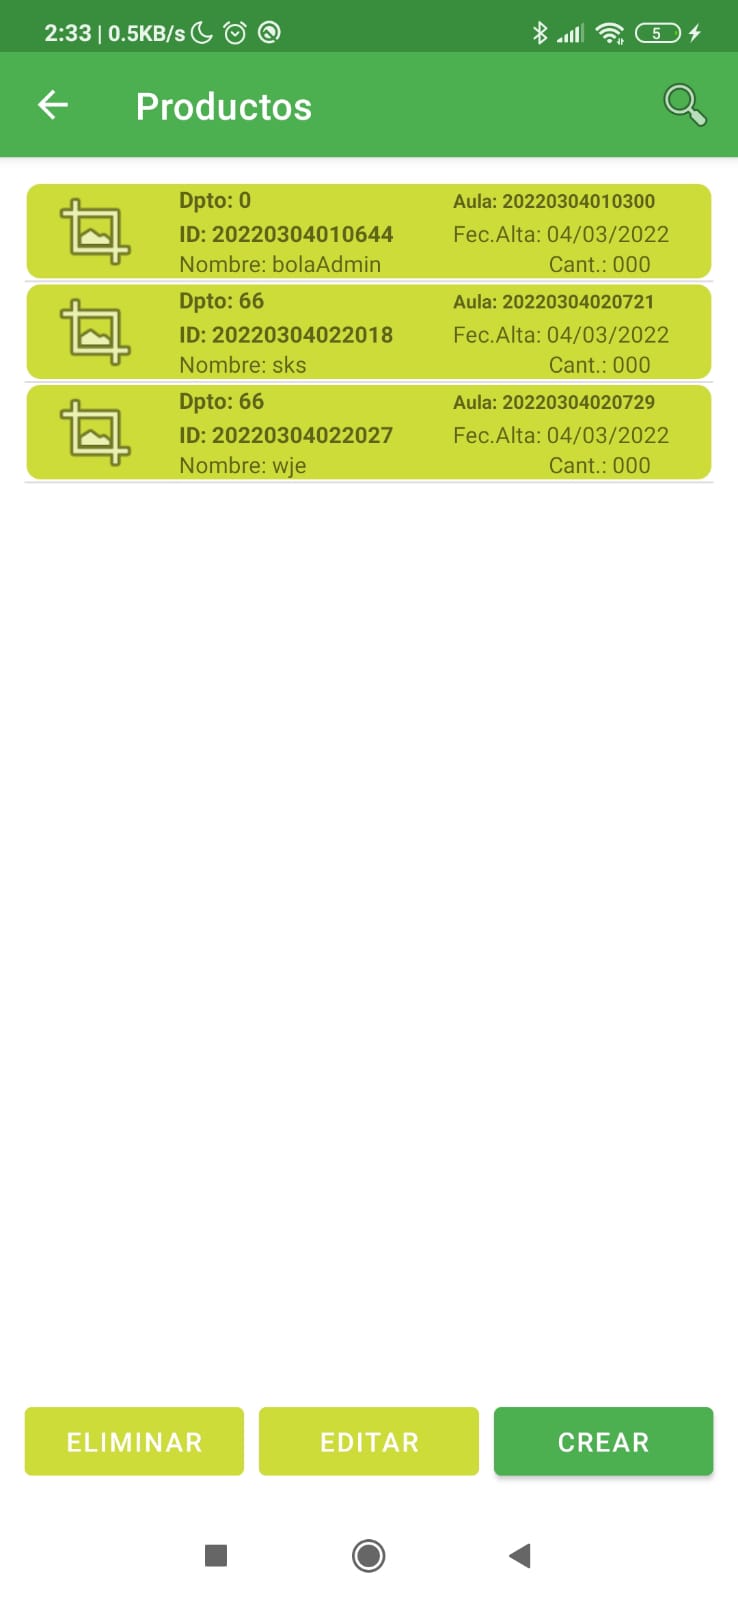 2:33 | 0.5KB/s 5
Productos
Dpto: 0 Aula: 20220304010300
ID: 20220304010644 Fec.Alta: 04/03/2022
Nombre: bolaAdmin Cant.: 000
Dpto: 66 Aula: 20220304020721
ID: 20220304022018 Fec.Alta: 04/03/2022
Nombre: sks Cant.: 000
Dpto: 66 Aula: 20220304020729
ID: 20220304022027 Fec.Alta: 04/03/2022
Nombre: wje Cant.: 000
ELIMINAR EDITAR CREAR